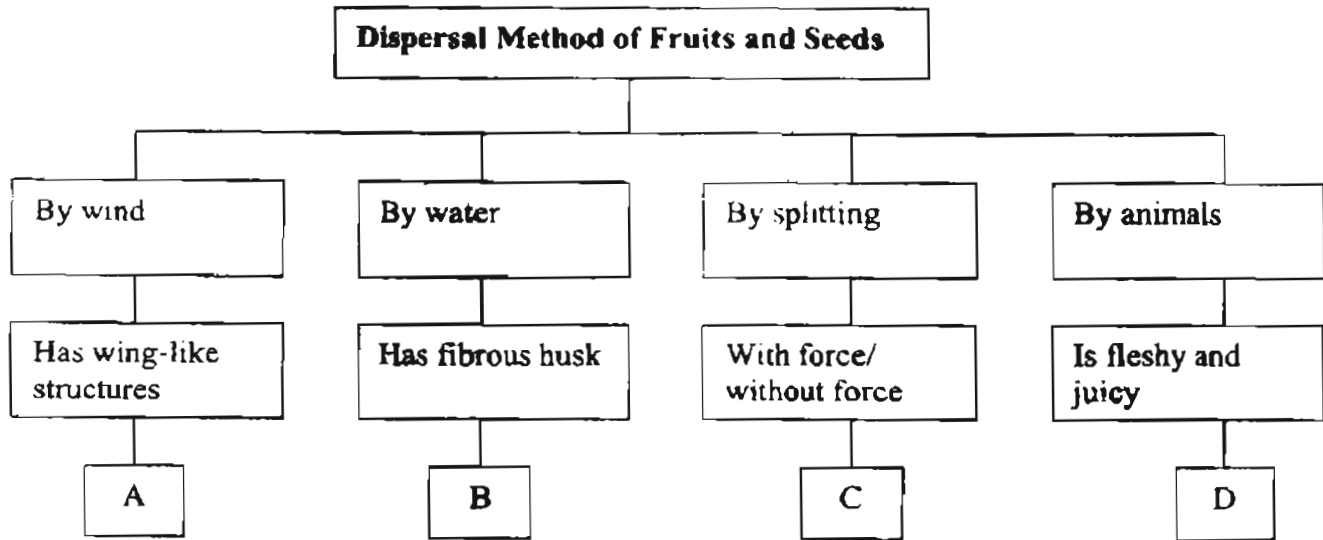 Dispersal Method of Fruits and Seeds
By wind
By water
By splitting
By animals
Has wing-like
structures
Has fibrous husk
With force/
without force
Is fleshy and
juicy
A
B
C
D